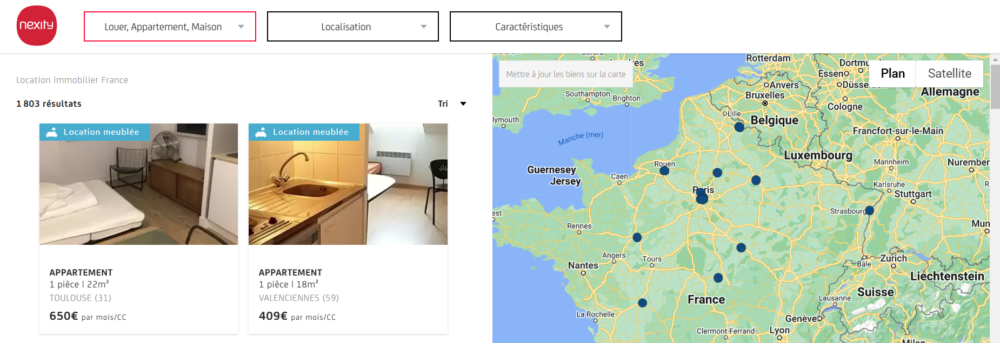 nexity
Louer, Appartement, Maison
Localisation
Caractéristiques
Location immobilier France
1 803 résultats
Tri
Location meublée
Location meublée
APPARTEMENT
1 pièce | 22m²
TOULOUSE (31)
650€ par mois/CC
APPARTEMENT
1 pièce | 18m²
VALENCIENNES (59)
409€ par mois/CC
Mettre à jour les biens sur la carte
Plan
Satellite
Oxford
Rotterdam
Essen
Anvers
Bruxelles
Allemagne
Southampton
Brighton
Cologne
lymouth
Lille
Belgique
Francfort-sur-le-Main
Manche (mer)
Luxembourg
Mannheim
Nurember
Rouen
Guernesey
Jersey
Caen
Karlsruhe
Paris
Stuttgart
Strasbourg
est
Rennes
Mun
Angers
Tours
Nantes
Bâle
Zurich
Liechtenstein
Suisse
France
Lausanne
La Rochelle
Genève
Clermont-Ferrand
Lyon
Milan